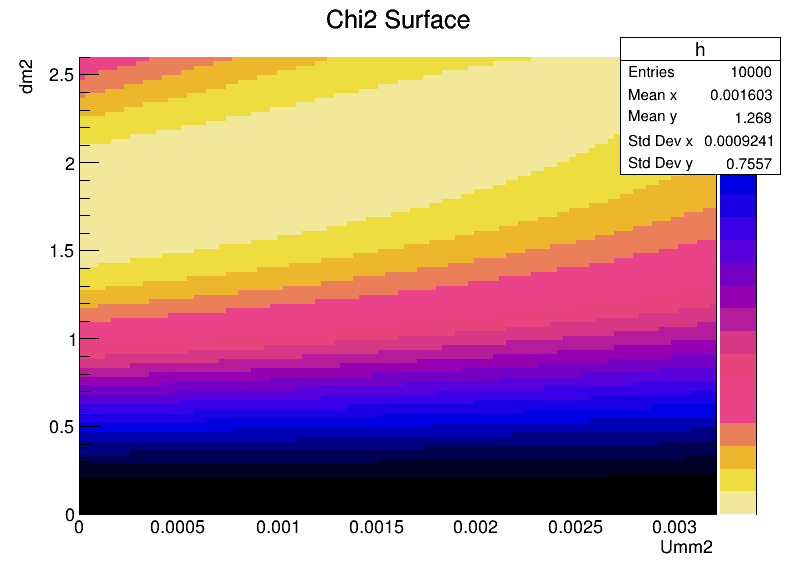 Chi2 Surface
h
Entries 10000
Mean x 0.001603
Mean y 1.268
Std Dev x 0.0009241
Std Dev y 0.7557
dm2
2.5
2
1.5
1
0.5
0
0 0.0005 0.001 0.0015 0.002 0.0025 0.003
Umm2